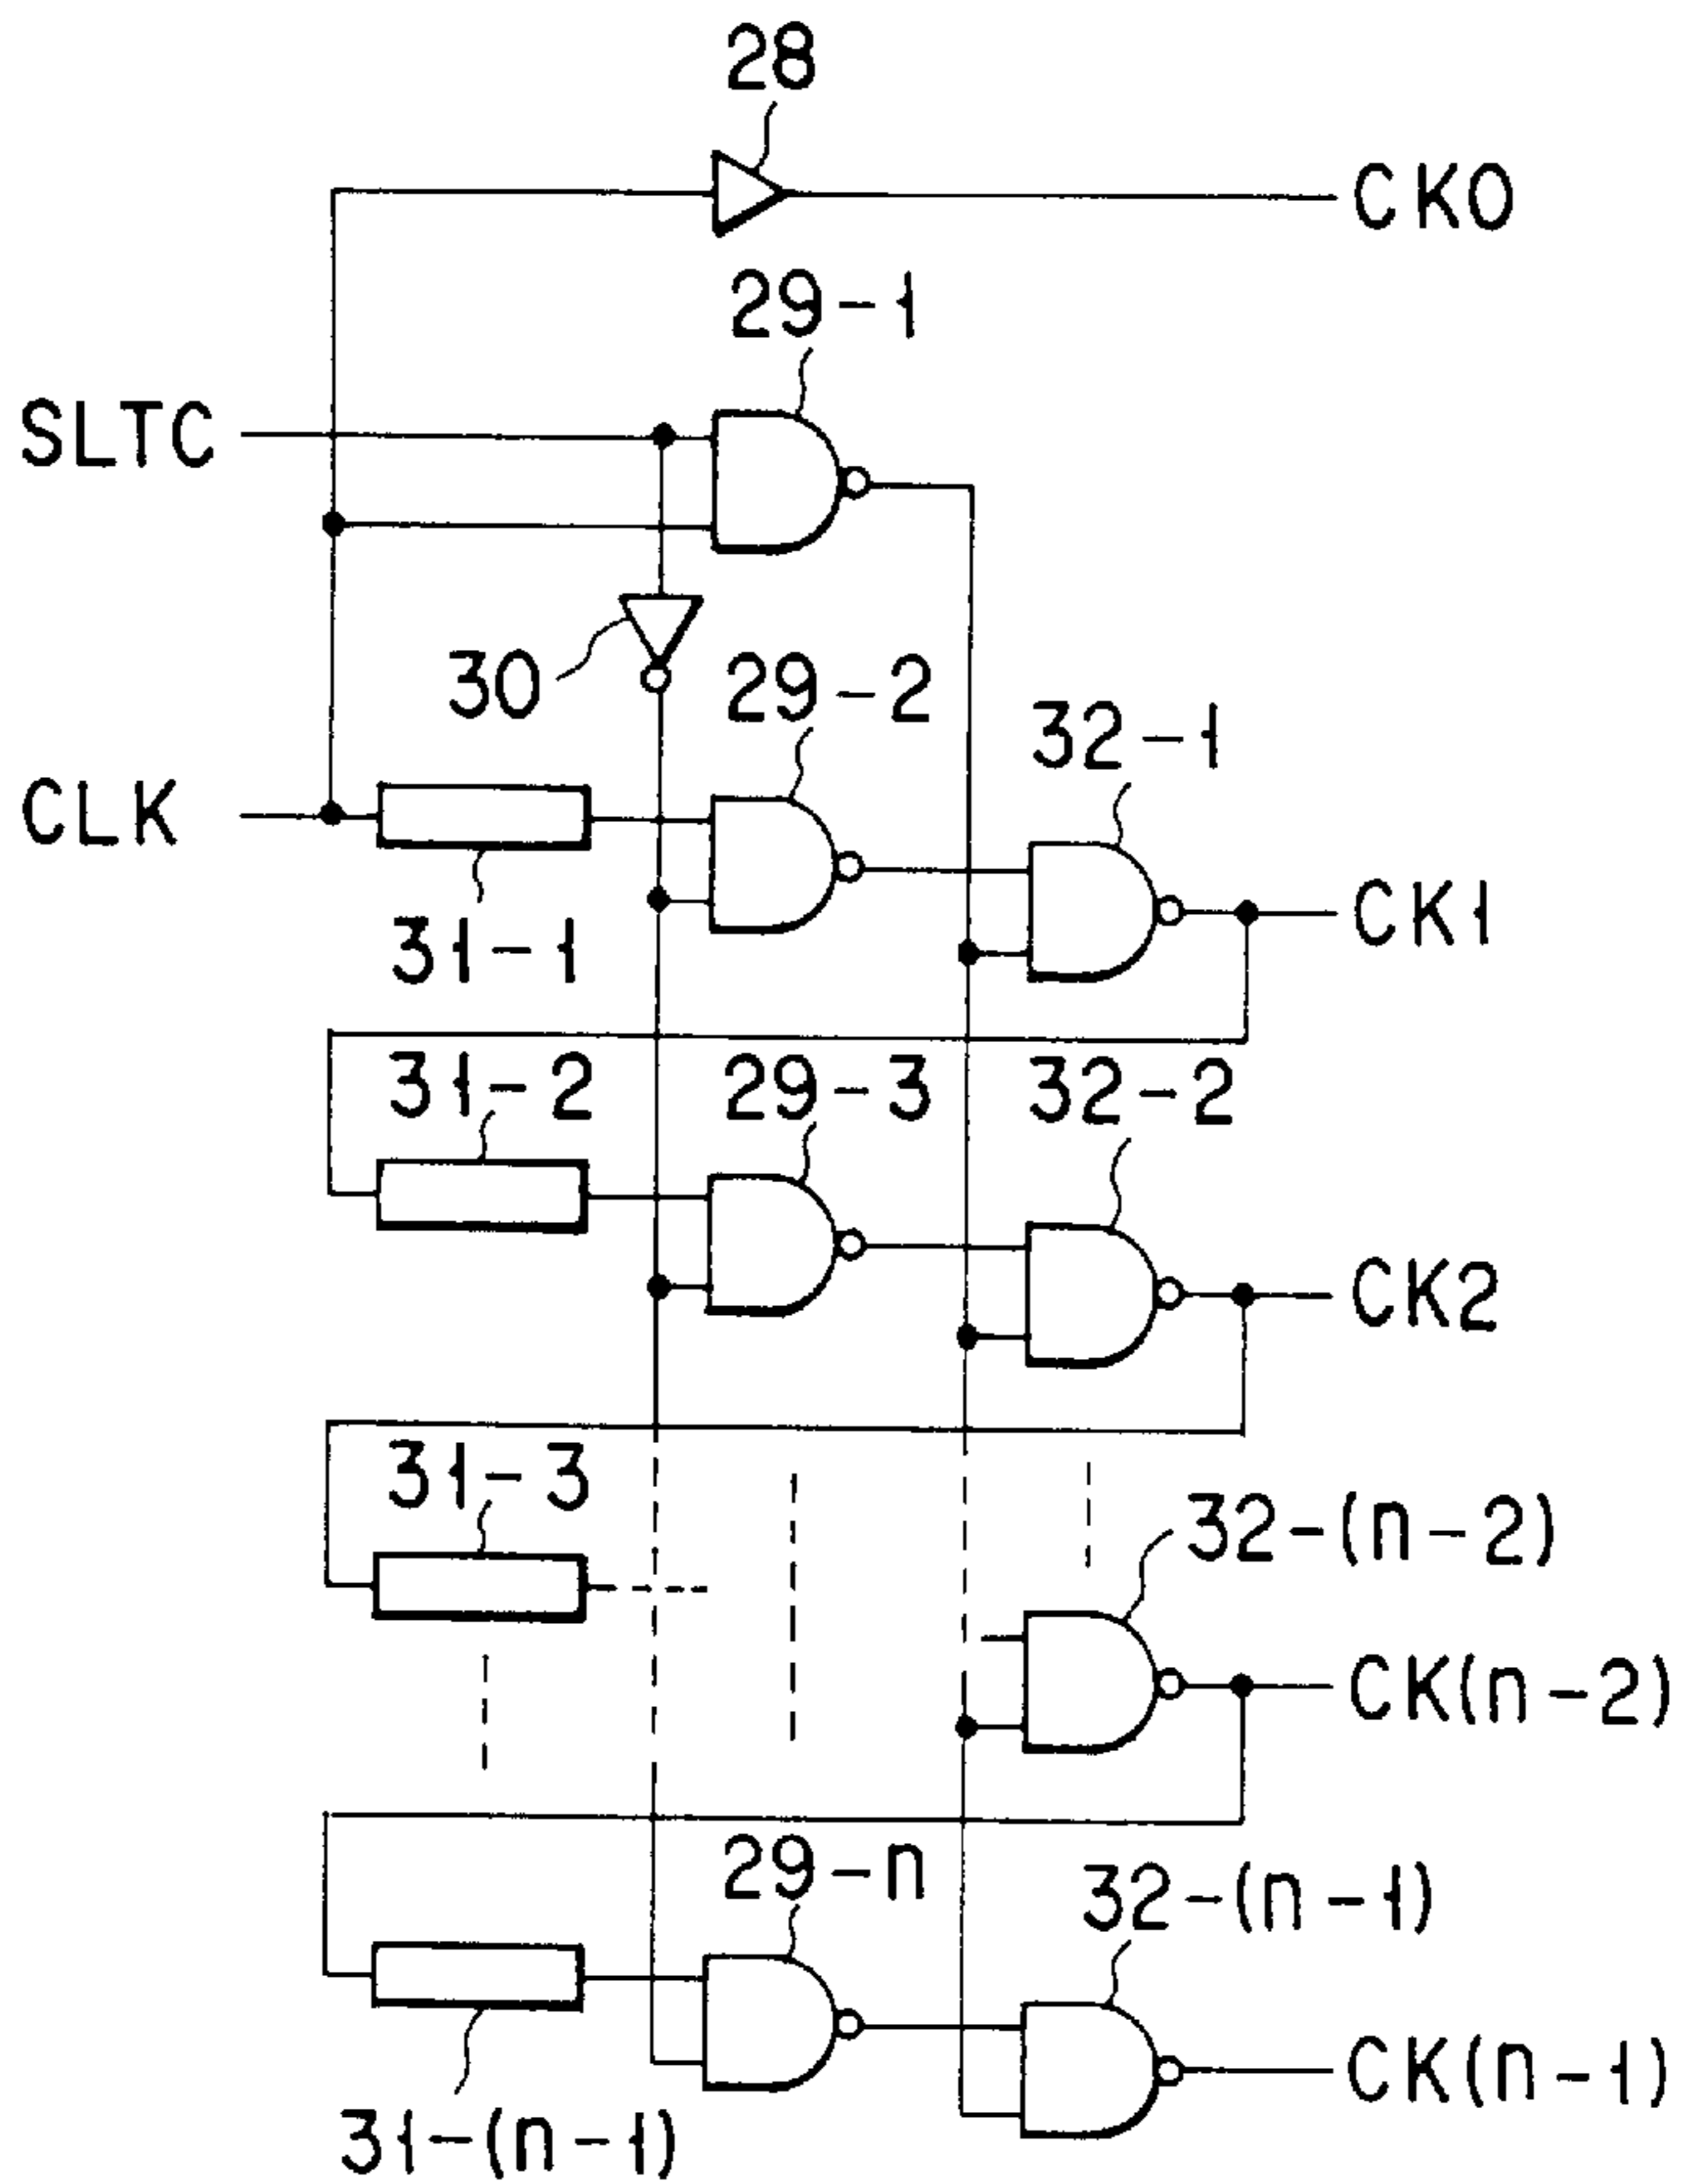 28
CK0
29-1
SLTC
30
29-2
32-1
CLK
31-1
CK1
31-2
29-3
32-2
CK2
31-3
32-(n-2)
CK(n-2)
29-n
32-(n-1)
31-(n-1)
CK(n-1)